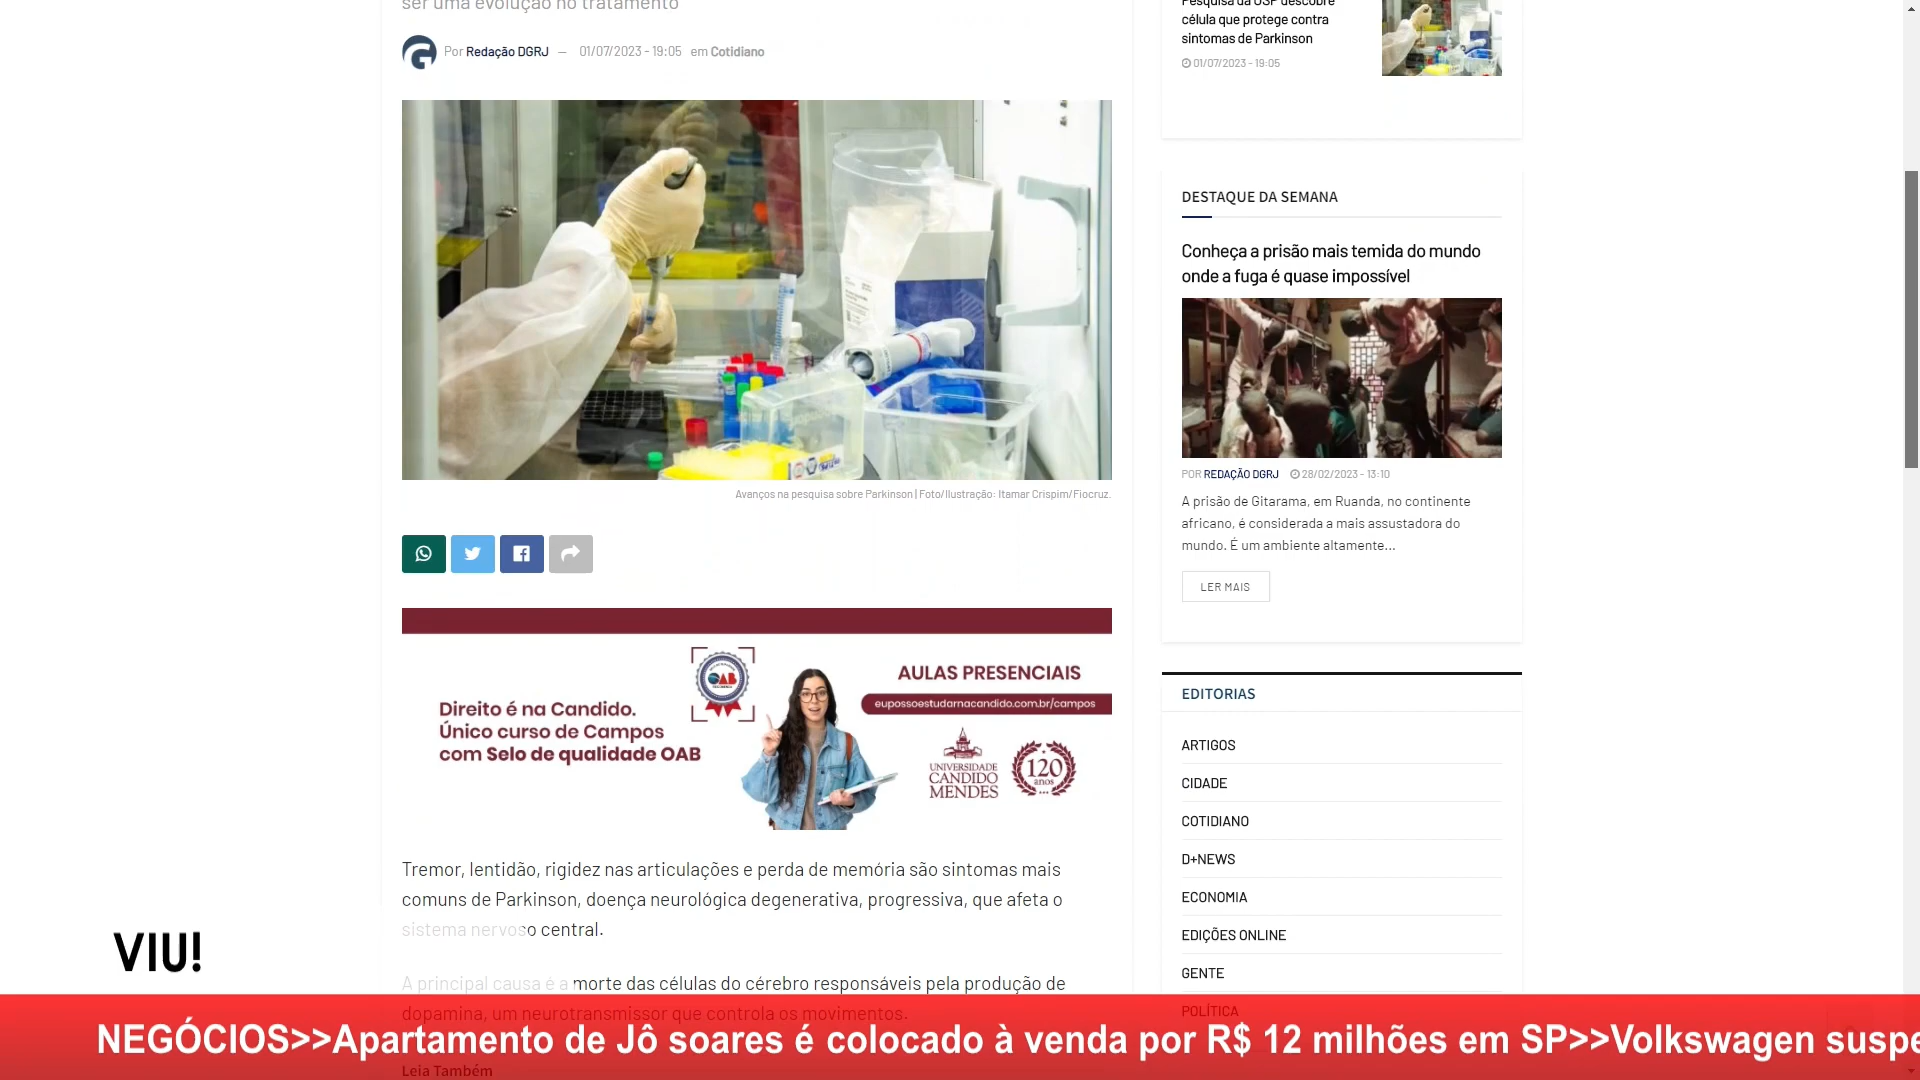 ser uma evolução no tratamento
Por Redação DGRJ — 01/07/2023 - 19:05 em Cotidiano
Avanços na pesquisa sobre Parkinson | Foto/Ilustração: Itamar Crispim/Fiocruz.
Direito é na Candido.
Único curso de Campos
com Selo de qualidade OAB
OAB
AULAS PRESENCIAIS
eupossoestudarnacandido.com.br/campos
UNIVERSIDADE
CANDIDO
MENDES
120
anos
Tremor, lentidão, rigidez nas articulações e perda de memória são sintomas mais
comuns de Parkinson, doença neurológica degenerativa, progressiva, que afeta o
sistema nervoso central.
A principal causa é a morte das células do cérebro responsáveis pela produção de
dopamina, um neurotransmissor que controla os movimentos.
Leia Também
Pesquisa da USP descobre
célula que protege contra
sintomas de Parkinson
01/07/2023 - 19:05
DESTAQUE DA SEMANA
Conheça a prisão mais temida do mundo
onde a fuga é quase impossível
POR REDAÇÃO DGRJ 28/02/2023 - 13:10
A prisão de Gitarama, em Ruanda, no continente
africano, é considerada a mais assustadora do
mundo. É um ambiente altamente...
LER MAIS
EDITORIAS
ARTIGOS
CIDADE
COTIDIANO
D+NEWS
ECONOMIA
EDIÇÕES ONLINE
GENTE
POLÍTICA
VIU!
NEGÓCIOS>>Apartamento de Jô soares é colocado à venda por R$ 12 milhões em SP>>Volkswagen suspe